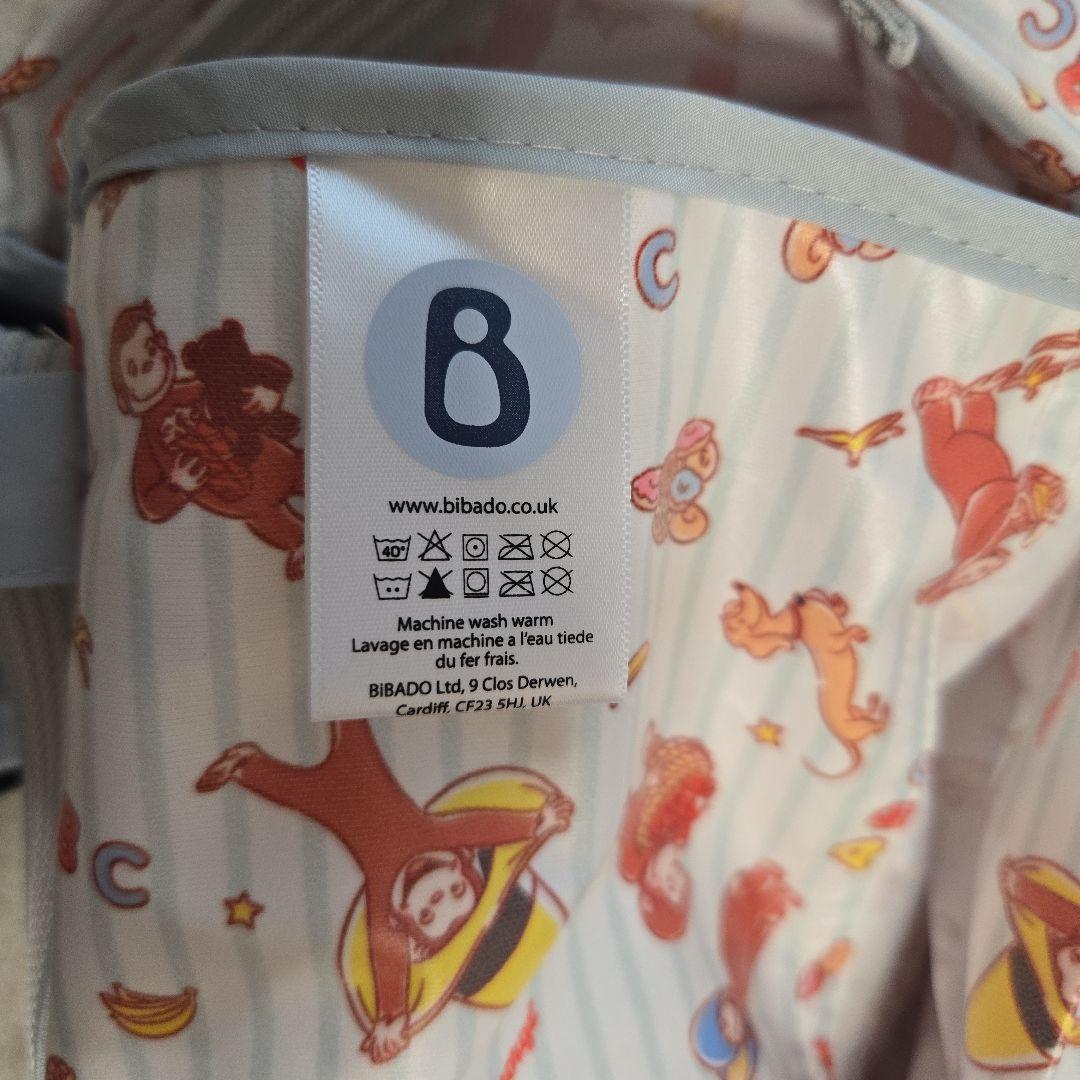 B
www.bibado.co.uk
40°
Machine wash warm
Lavage en machine a l'eau tiede
du fer frais.
BiBADO Ltd, 9 Clos Derwen,
Cardiff, CF23 5HJ, UK
C
C
A